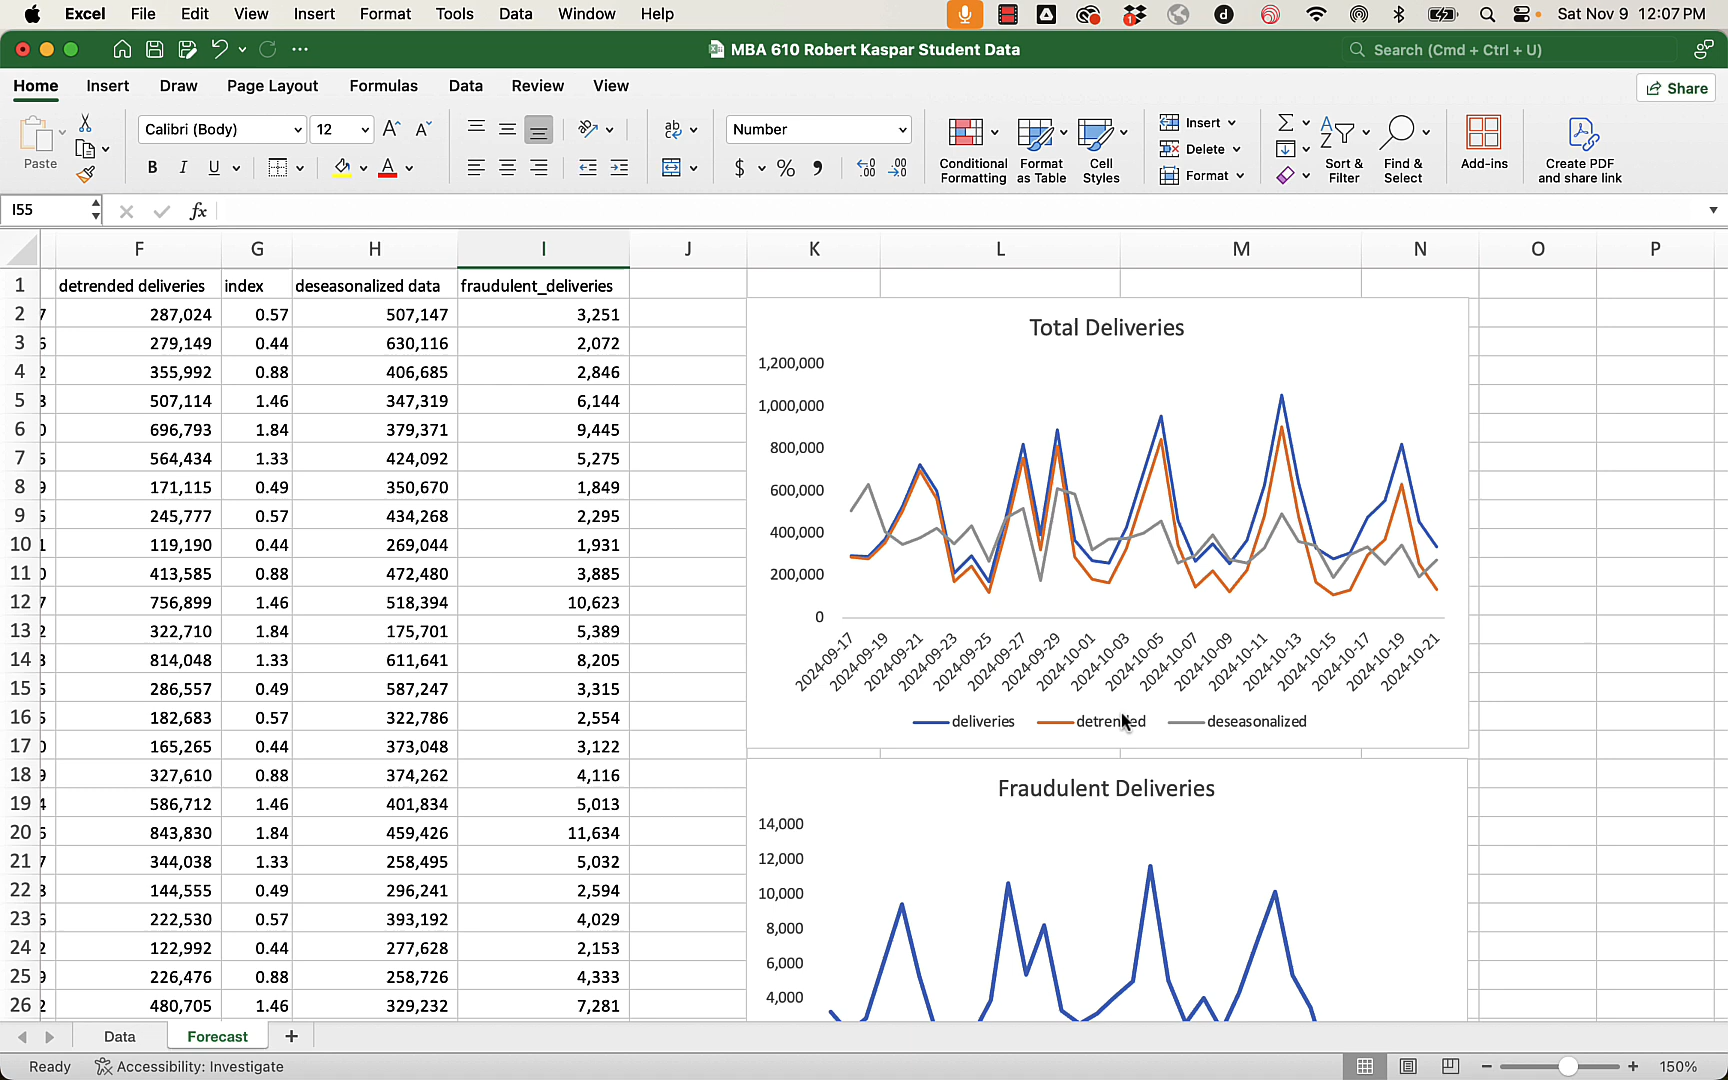 Excel File Edit View Insert Format Tools Data Window Help Sat Nov 9 12:07 PM
MBA 610 Robert Kaspar Student Data Search (Cmd + Ctrl + U)
Home Insert Draw Page Layout Formulas Data Review View Share
Paste Calibri (Body) 12 Number Conditional Formatting Format as Table Cell Styles Insert Delete Format Sort & Filter Find & Select Add-ins Create PDF and share link
B I U $ %
I55 fx
F G H I J K L M N O P
1 detrended deliveries index deseasonalized data fraudulent_deliveries
2 7 287,024 0.57 507,147 3,251
3 279,149 0.44 630,116 2,072
4 2 355,992 0.88 406,685 2,846
5 507,114 1.46 347,319 6,144
6 696,793 1.84 379,371 9,445
7 564,434 1.33 424,092 5,275
8 171,115 0.49 350,670 1,849
9 245,777 0.57 434,268 2,295
10 1 119,190 0.44 269,044 1,931
11 413,585 0.88 472,480 3,885
12 7 756,899 1.46 518,394 10,623
13 2 322,710 1.84 175,701 5,389
14 814,048 1.33 611,641 8,205
15 286,557 0.49 587,247 3,315
16 182,683 0.57 322,786 2,554
17 165,265 0.44 373,048 3,122
18 327,610 0.88 374,262 4,116
19 4 586,712 1.46 401,834 5,013
20 843,830 1.84 459,426 11,634
21 7 344,038 1.33 258,495 5,032
22 144,555 0.49 296,241 2,594
23 222,530 0.57 393,192 4,029
24 2 122,992 0.44 277,628 2,153
25 226,476 0.88 258,726 4,333
26 2 480,705 1.46 329,232 7,281
Total Deliveries
1,200,000
1,000,000
800,000
600,000
400,000
200,000
0
2024-09-17 2024-09-19 2024-09-21 2024-09-23 2024-09-25 2024-09-27 2024-09-29 2024-10-01 2024-10-03 2024-10-05 2024-10-07 2024-10-09 2024-10-11 2024-10-13 2024-10-15 2024-10-17 2024-10-19 2024-10-21
deliveries detrended deseasonalized
Fraudulent Deliveries
14,000
12,000
10,000
8,000
6,000
4,000
Data Forecast +
Ready Accessibility: Investigate 150%